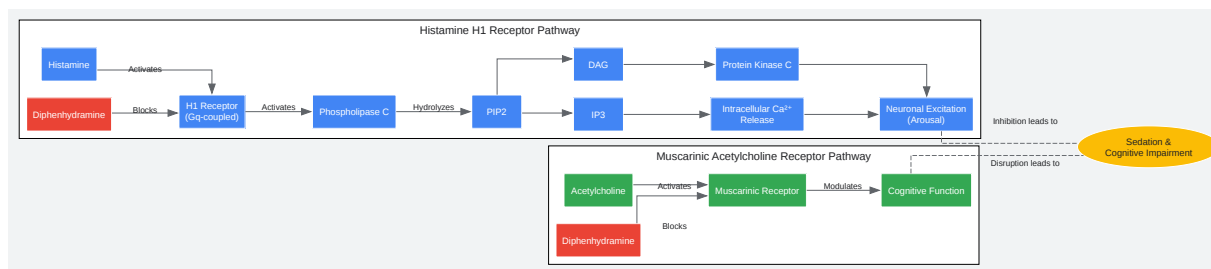 Histamine H1 Receptor Pathway
Histamine
Activates
DAG
Protein Kinase C
Diphenhydramine
Blocks
H1 Receptor
(Gq-coupled)
Activates
Phospholipase C
Hydrolyzes
PIP2
IP3
Intracellular Ca²⁺
Release
Neuronal Excitation
(Arousal)
Inhibition leads to
Sedation &
Cognitive Impairment
Disruption leads to
Muscarinic Acetylcholine Receptor Pathway
Acetylcholine
Activates
Muscarinic Receptor
Modulates
Cognitive Function
Diphenhydramine
Blocks